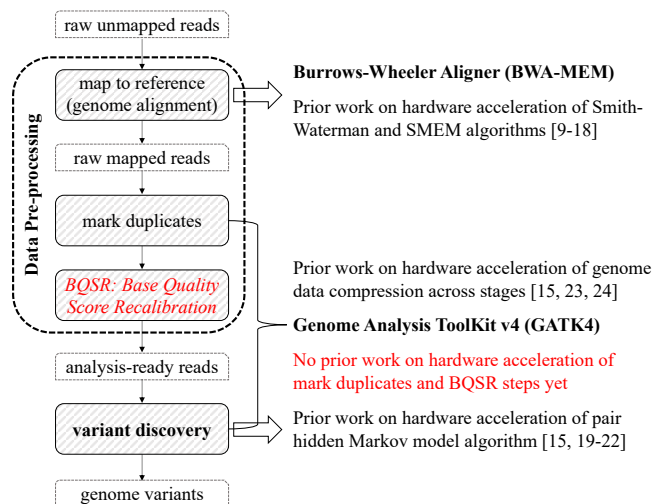 raw unmapped reads
map to reference
(genome alignment)
raw mapped reads
mark duplicates
BQSR: Base Quality
Score Recalibration
analysis-ready reads
variant discovery
genome variants
Data Pre-processing
Burrows-Wheeler Aligner (BWA-MEM)
Prior work on hardware acceleration of Smith-
Waterman and SMEM algorithms [9-18]
Prior work on hardware acceleration of genome
data compression across stages [15, 23, 24]
Genome Analysis ToolKit v4 (GATK4)
No prior work on hardware acceleration of
mark duplicates and BQSR steps yet
Prior work on hardware acceleration of pair
hidden Markov model algorithm [15, 19-22]